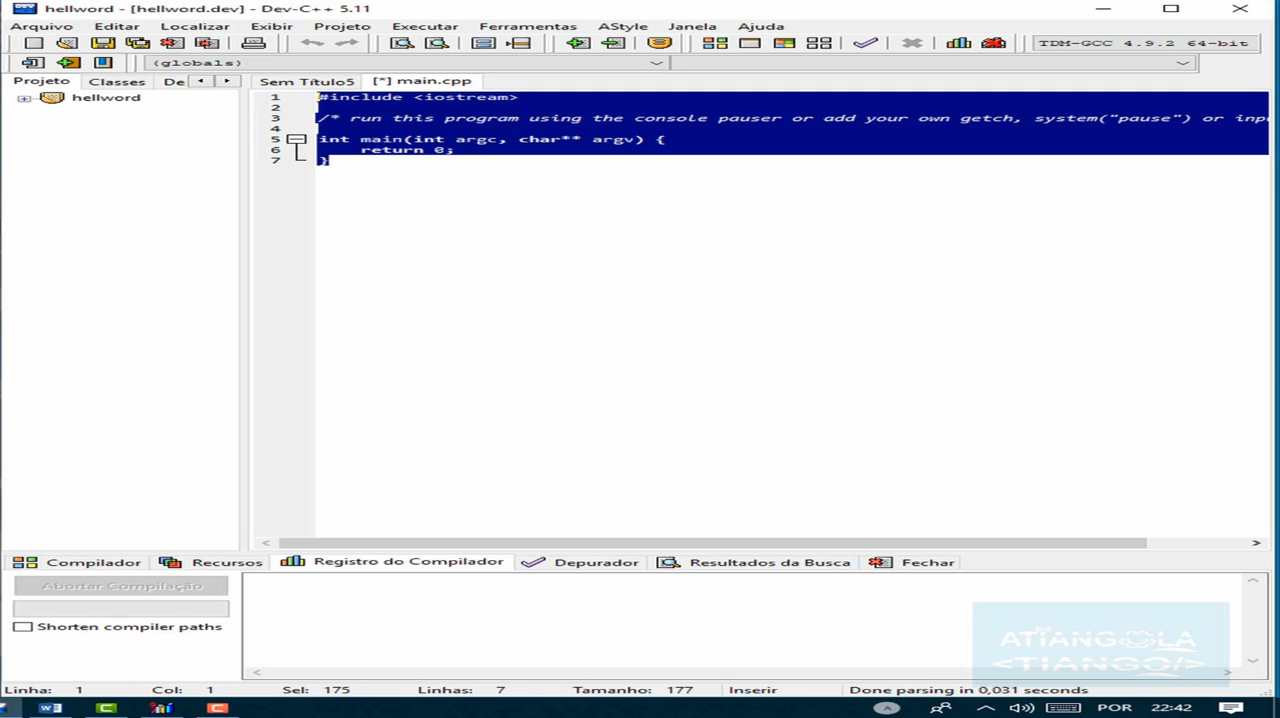 hellword - [hellword.dev] - Dev-C++ 5.11
Arquivo Editar Localizar Exibir Projeto Executar Ferramentas AStyle Janela Ajuda
TDM-GCC 4.9.2 64-bit
(globals)
Projeto Classes De Sem Título5 [*] main.cpp
hellword
1 #include <iostream>
2
3 /* run this program using the console pauser or add your own getch, system("pause") or inp
4
5 int main(int argc, char** argv) {
6 return 0;
7 }
Compilador Recursos Registro do Compilador Depurador Resultados da Busca Fechar
Abortar Compilação
Shorten compiler paths
ATIANGOLA
<TIANGO/>
Linha: 1 Col: 1 Sel: 175 Linhas: 7 Tamanho: 177 Inserir Done parsing in 0,031 seconds
POR 22:42